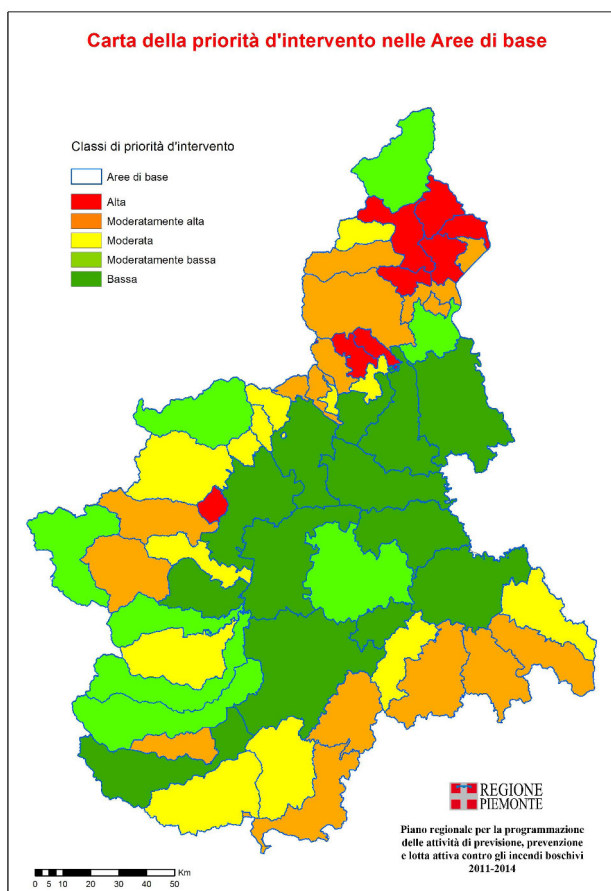 Carta della priorità d'intervento nelle Aree di base
Classi di priorità d'intervento
Aree di base
Alta
Moderatamente alta
Moderata
Moderatamente bassa
Bassa
REGIONE
PIEMONTE
Piano regionale per la programmazione
delle attività di previsione, prevenzione
e lotta attiva contro gli incendi boschivi
2011-2014
Km
0 5 10 20 30 40 50